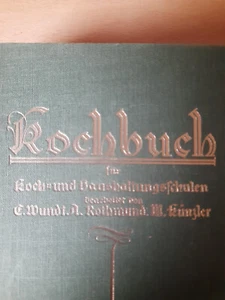 Kochbuch
für
Koch- und Haushaltungsschulen
bearbeitet von
E. Wundt. A. Rothmund. M. Künzler